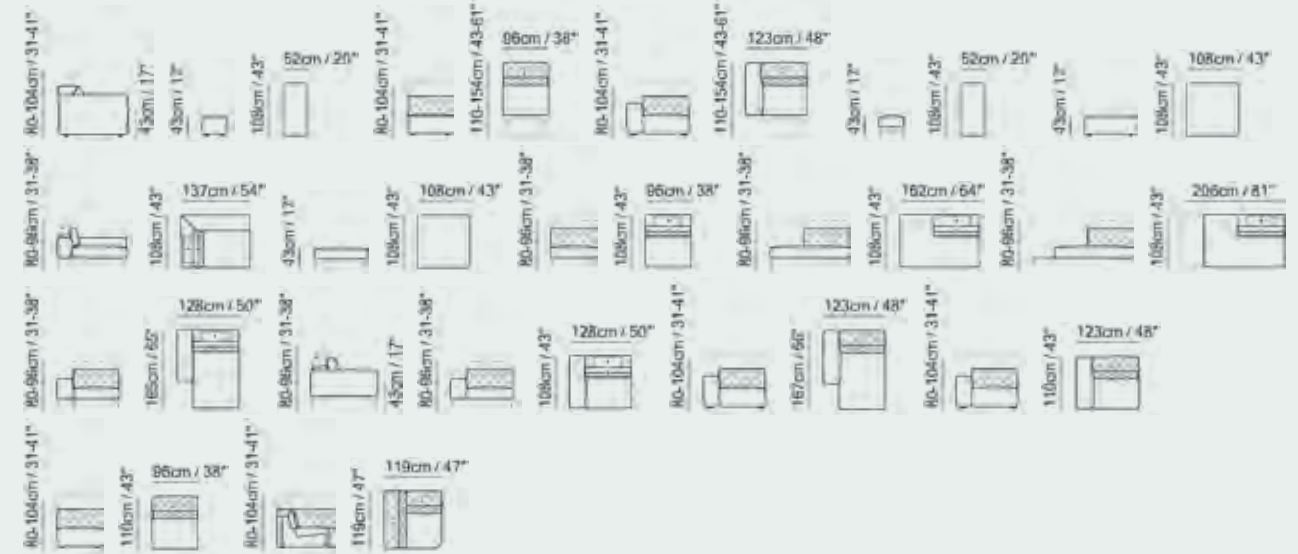 80-104cm / 31-41"
43cm / 17"
43cm / 17"
108cm / 43"
52cm / 20"
80-104cm / 31-41"
110-154cm / 43-61"
96cm / 38"
80-104cm / 31-41"
110-154cm / 43-61"
123cm / 48"
43cm / 17"
108cm / 43"
52cm / 20"
43cm / 17"
108cm / 43"
108cm / 43"
80-96cm / 31-38"
108cm / 43"
137cm / 54"
43cm / 17"
108cm / 43"
108cm / 43"
80-96cm / 31-38"
108cm / 43"
96cm / 38"
80-96cm / 31-38"
108cm / 43"
162cm / 64"
80-96cm / 31-38"
108cm / 43"
206cm / 81"
80-96cm / 31-38"
165cm / 65"
128cm / 50"
80-96cm / 31-38"
43cm / 17"
80-96cm / 31-38"
108cm / 43"
128cm / 50"
80-104cm / 31-41"
167cm / 66"
123cm / 48"
80-104cm / 31-41"
110cm / 43"
123cm / 48"
80-104cm / 31-41"
110cm / 43"
96cm / 38"
80-104cm / 31-41"
119cm / 47"
119cm / 47"